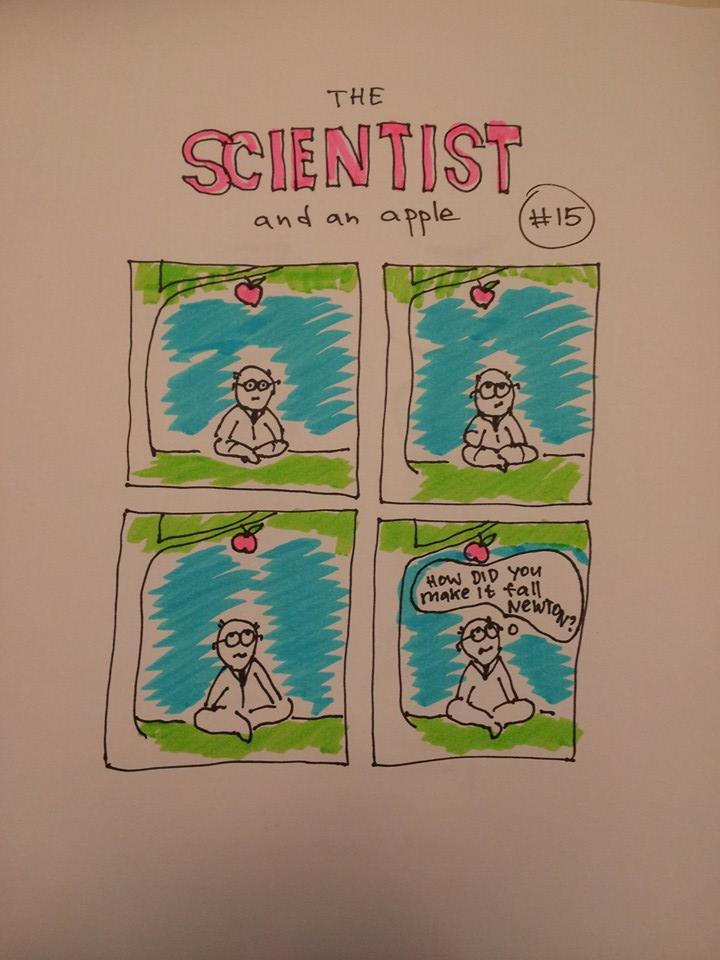 THE
SCIENTIST
and an apple
#15
HOW DID YOU
make it fall
NEWTON?